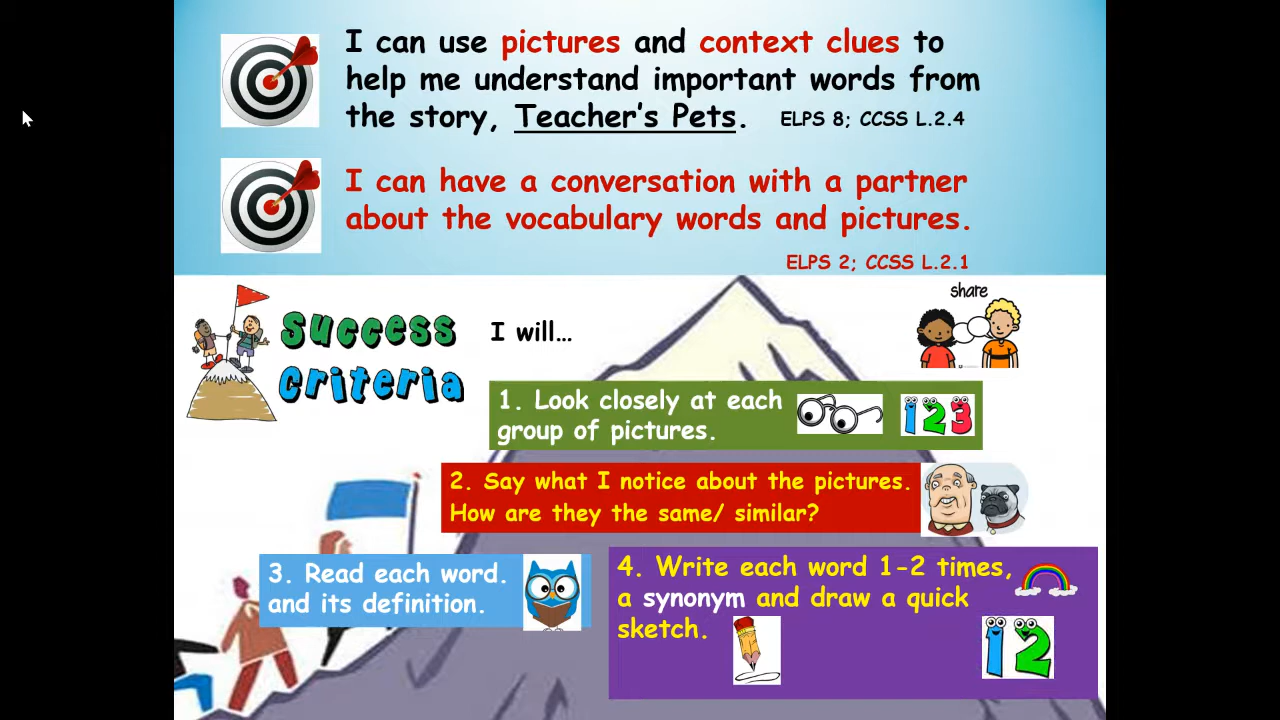 I can use pictures and context clues to
help me understand important words from
the story, Teacher's Pets. ELPS 8; CCSS L.2.4
I can have a conversation with a partner
about the vocabulary words and pictures.
ELPS 2; CCSS L.2.1
share
Success
Criteria
I will...
1. Look closely at each
group of pictures.
123
2. Say what I notice about the pictures.
How are they the same/ similar?
3. Read each word.
and its definition.
4. Write each word 1-2 times,
a synonym and draw a quick
sketch.
12